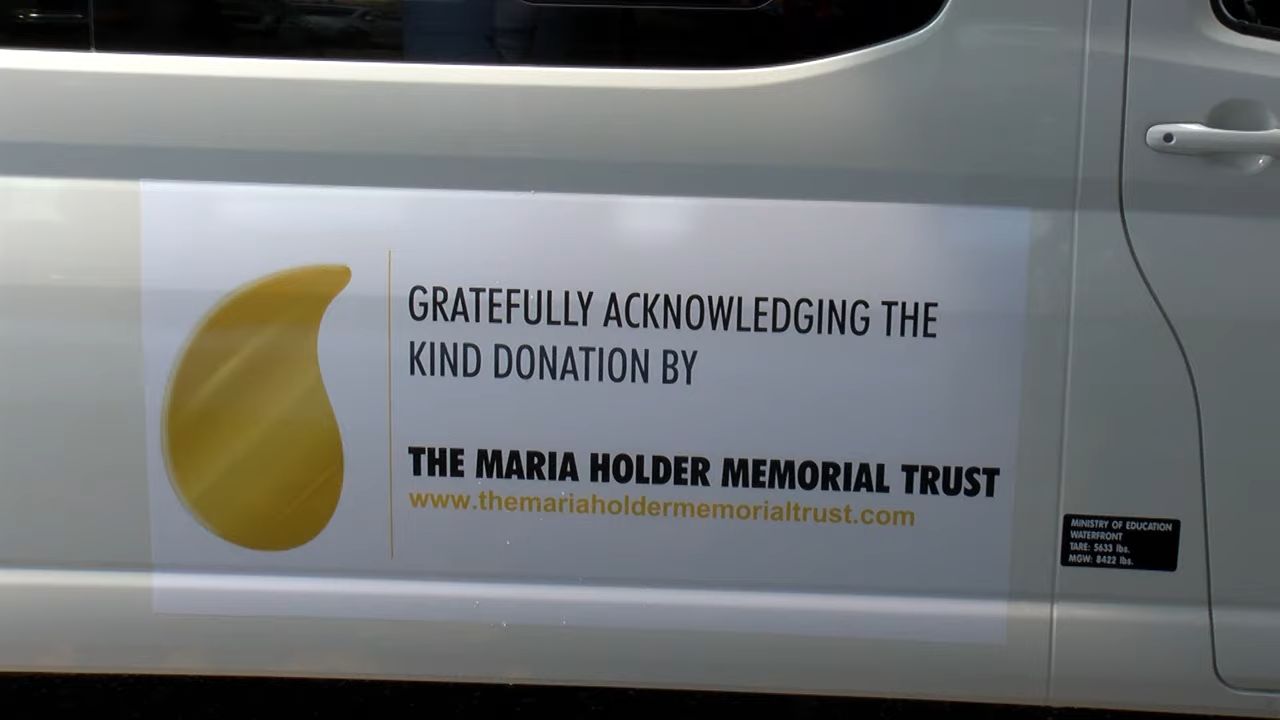 GRATEFULLY ACKNOWLEDGING THE
KIND DONATION BY
THE MARIA HOLDER MEMORIAL TRUST
www.themariaholdermemorialtrust.com
MINISTRY OF EDUCATION
WATERFRONT
TARE: 5633 lbs.
MGW: 8422 lbs.